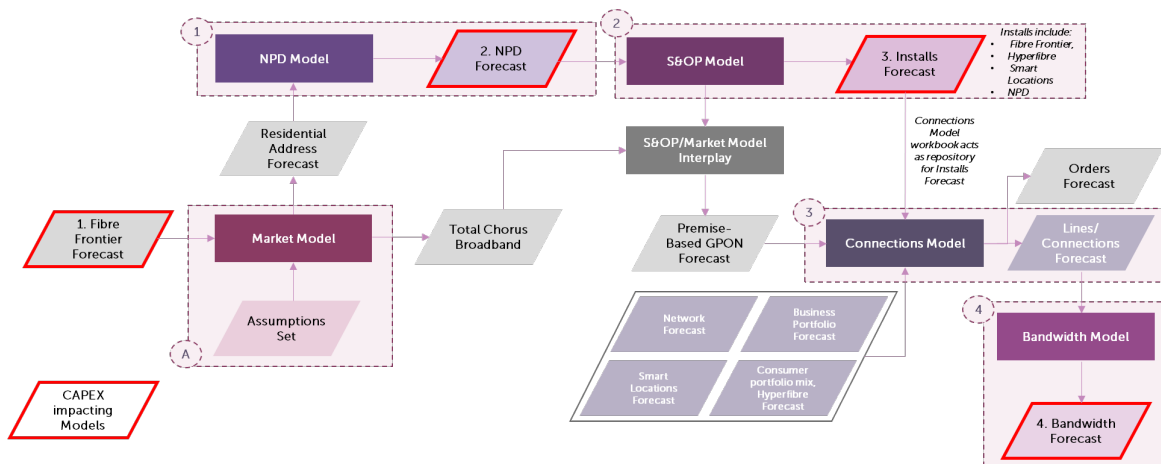 1
NPD Model
2. NPD
Forecast
2
S&OP Model
3. Installs
Forecast
Installs include:
• Fibre Frontier,
• Hyperfibre
• Smart
Locations
• NPD
Residential
Address
Forecast
S&OP/Market Model
Interplay
Connections
Model
workbook acts
as repository
for Installs
Forecast
Orders
Forecast
1. Fibre
Frontier
Forecast
Market Model
Total Chorus
Broadband
Premise-
Based GPON
Forecast
3
Connections Model
Lines/
Connections
Forecast
Assumptions
Set
A
Network
Forecast
Business
Portfolio
Forecast
Smart
Locations
Forecast
Consumer
portfolio mix,
Hyperfibre
Forecast
4
Bandwidth Model
4. Bandwidth
Forecast
CAPEX
impacting
Models